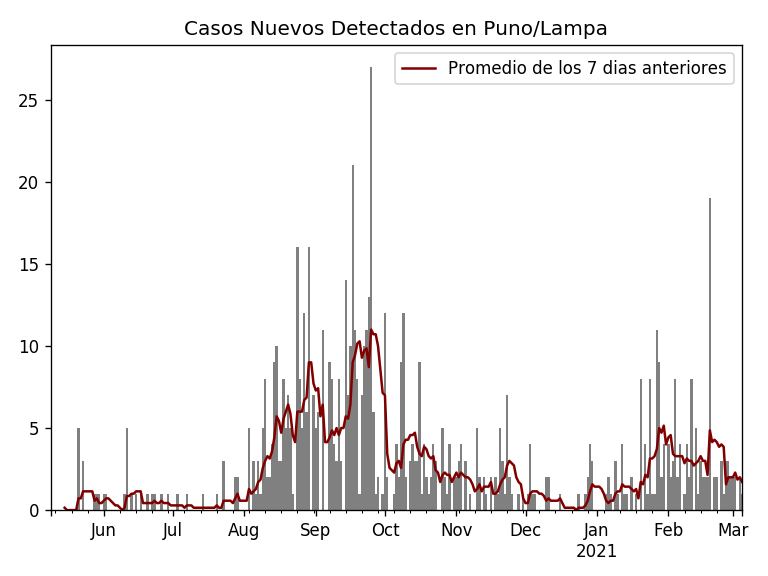 Casos Nuevos Detectados en Puno/Lampa
Promedio de los 7 dias anteriores
25
20
15
10
5
0
Jun Jul Aug Sep Oct Nov Dec Jan Feb Mar
2021